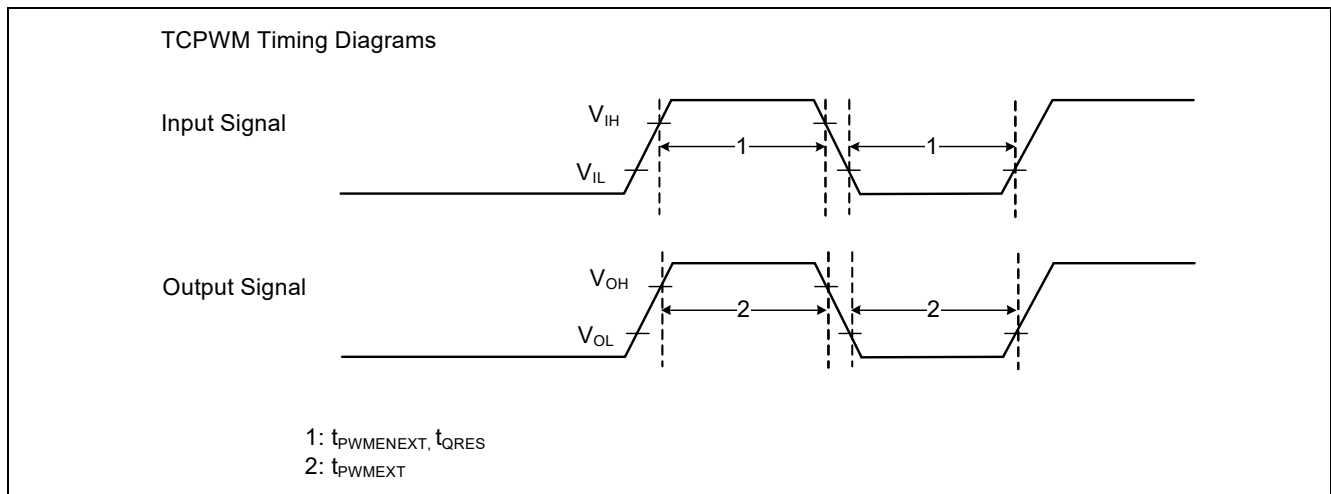 TCPWM Timing Diagrams
Input Signal
VIH
1
1
VIL
Output Signal
VOH
2
2
VOL
1: tPWMENEXT, tQRES
2: tPWMEXT